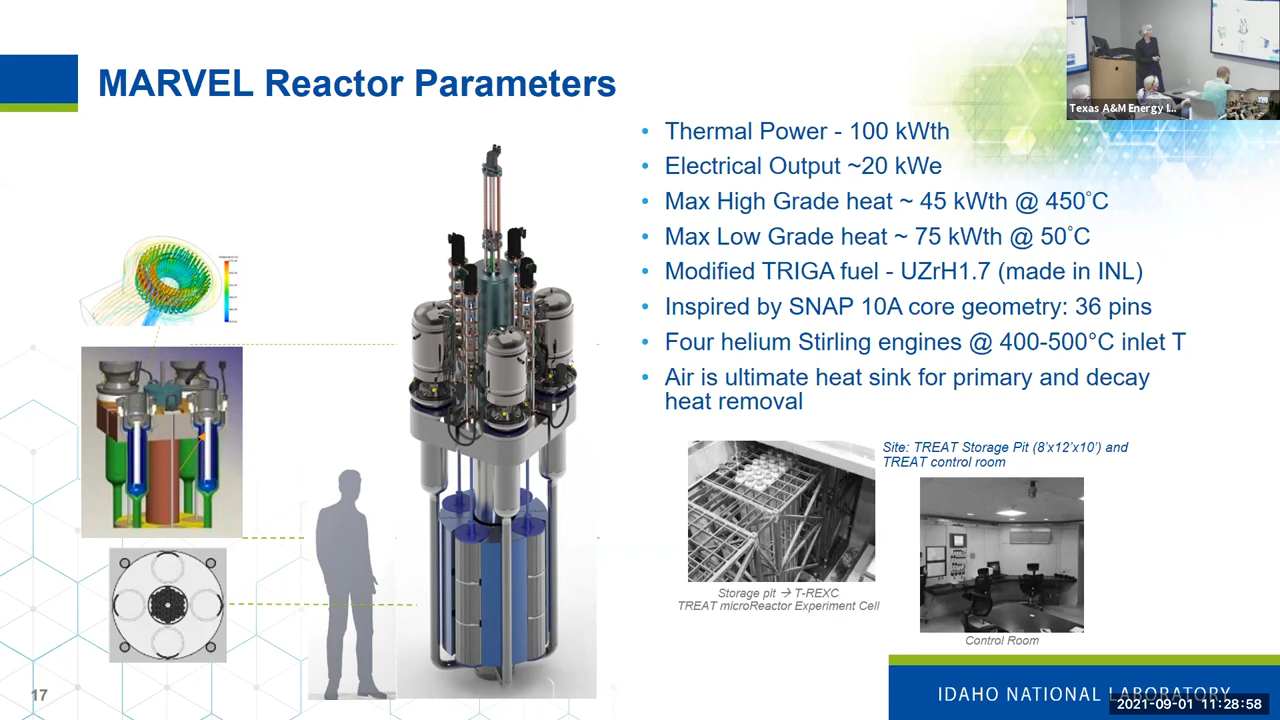 Texas A&M Energy I...
MARVEL Reactor Parameters
• Thermal Power - 100 kWth
• Electrical Output ~20 kWe
• Max High Grade heat ~ 45 kWth @ 450°C
• Max Low Grade heat ~ 75 kWth @ 50°C
• Modified TRIGA fuel - UZrH1.7 (made in INL)
• Inspired by SNAP 10A core geometry: 36 pins
• Four helium Stirling engines @ 400-500°C inlet T
• Air is ultimate heat sink for primary and decay
heat removal
Site: TREAT Storage Pit (8'x12'x10') and
TREAT control room
Storage pit → T-REXC
TREAT microReactor Experiment Cell
Control Room
17
IDAHO NATIONAL LABORATORY
2021-09-01 11:28:58